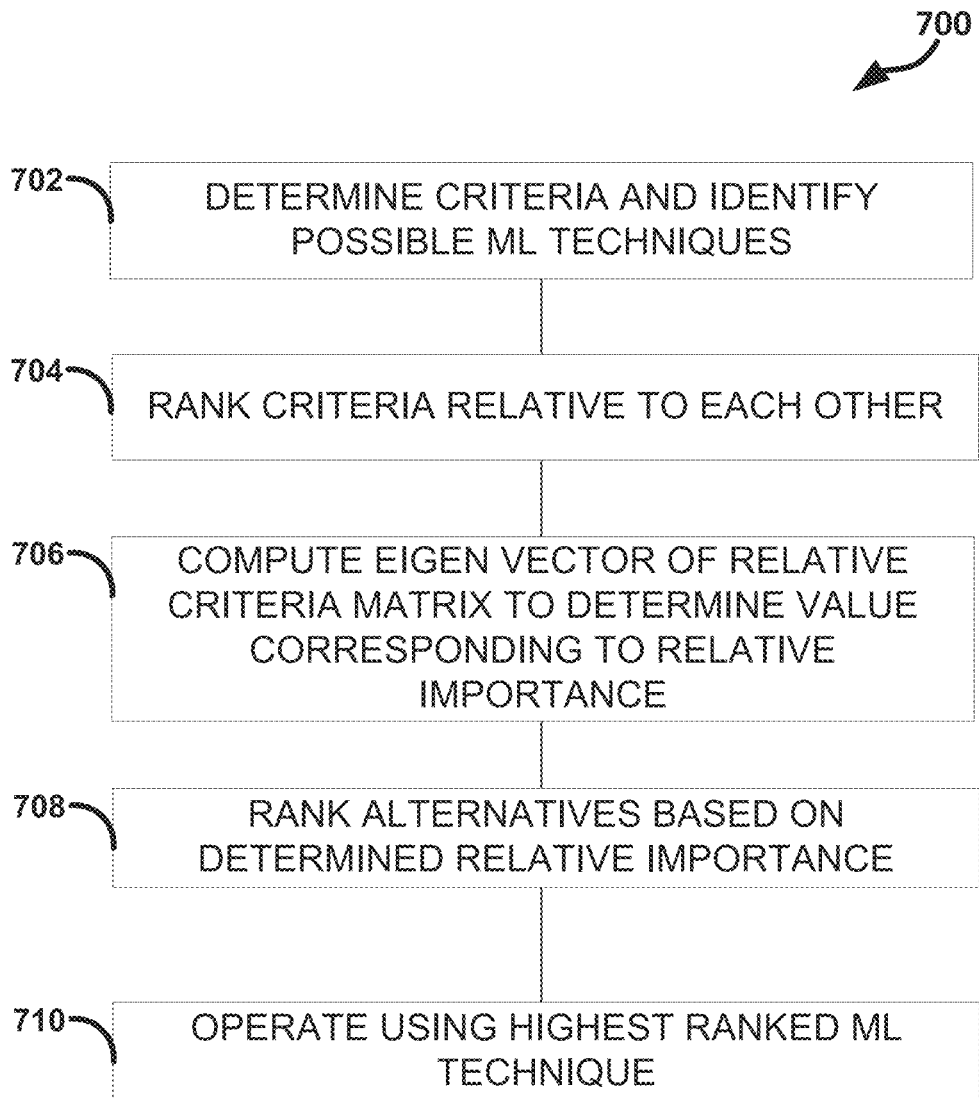 700
702
DETERMINE CRITERIA AND IDENTIFY
POSSIBLE ML TECHNIQUES
704
RANK CRITERIA RELATIVE TO EACH OTHER
706
COMPUTE EIGEN VECTOR OF RELATIVE
CRITERIA MATRIX TO DETERMINE VALUE
CORRESPONDING TO RELATIVE
IMPORTANCE
708
RANK ALTERNATIVES BASED ON
DETERMINED RELATIVE IMPORTANCE
710
OPERATE USING HIGHEST RANKED ML
TECHNIQUE